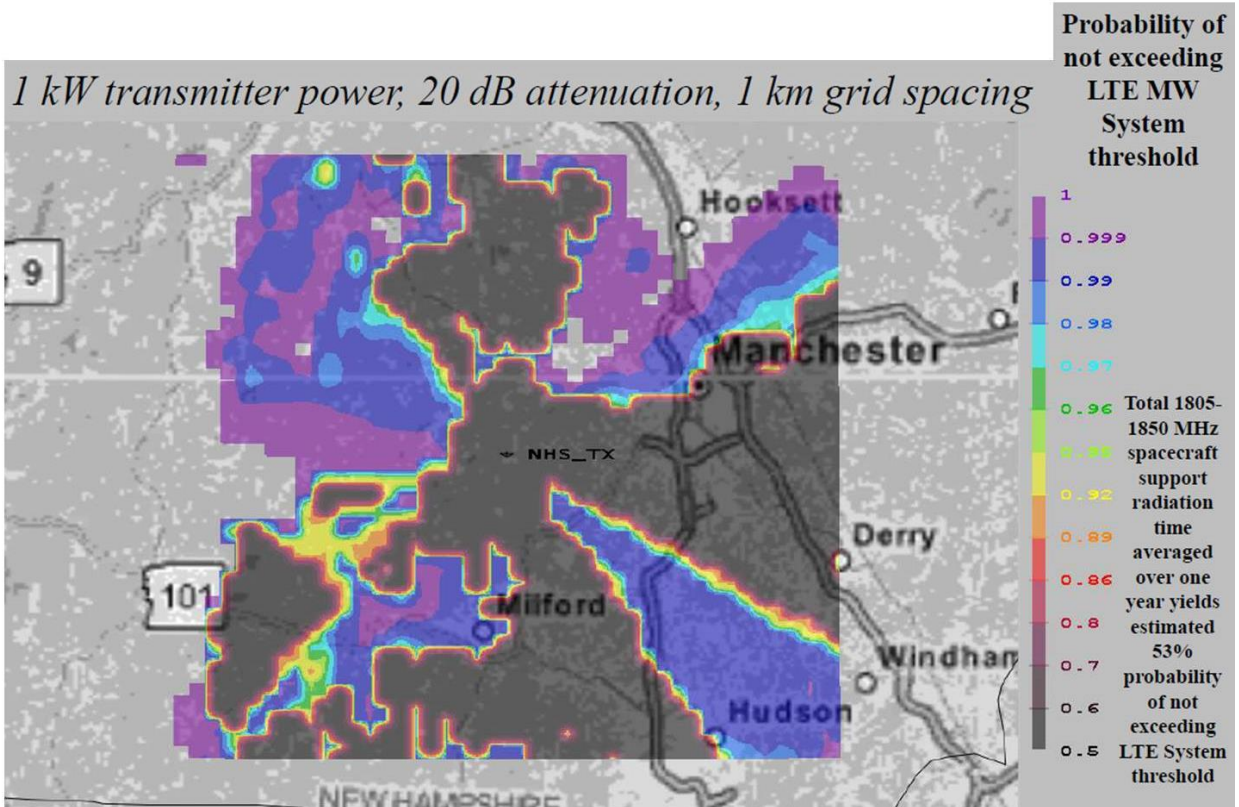 Probability of
not exceeding
LTE MW
System
threshold
1 kW transmitter power, 20 dB attenuation, 1 km grid spacing
Hooksett
9
Manchester
NHS_TX
Derry
101
Milford
Windham
Hudson
NEW HAMPSHIRE
1
0.999
0.99
0.98
0.97
0.96
0.95
0.92
0.89
0.86
0.8
0.7
0.6
0.5
Total 1805-
1850 MHz
spacecraft
support
radiation
time
averaged
over one
year yields
estimated
53%
probability
of not
exceeding
LTE System
threshold